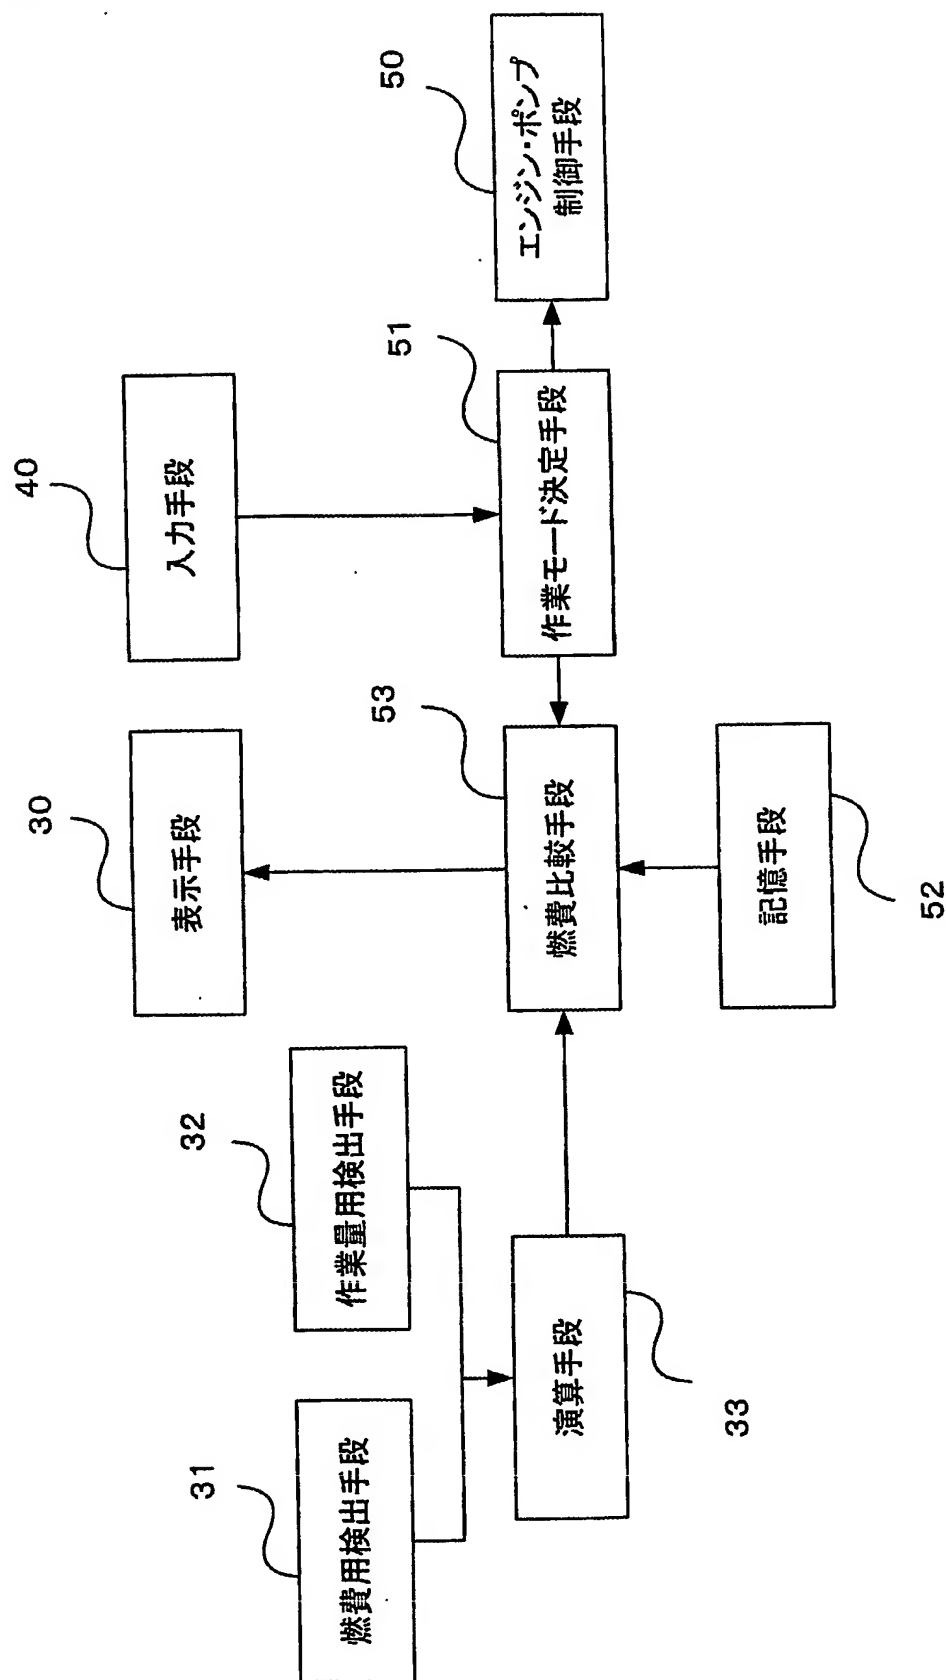 40
入力手段
30
表示手段
50
エンジン・ポンプ
制御手段
51
作業モード決定手段
53
燃費比較手段
記憶手段
52
32
作業量用検出手段
31
燃費用検出手段
演算手段
33